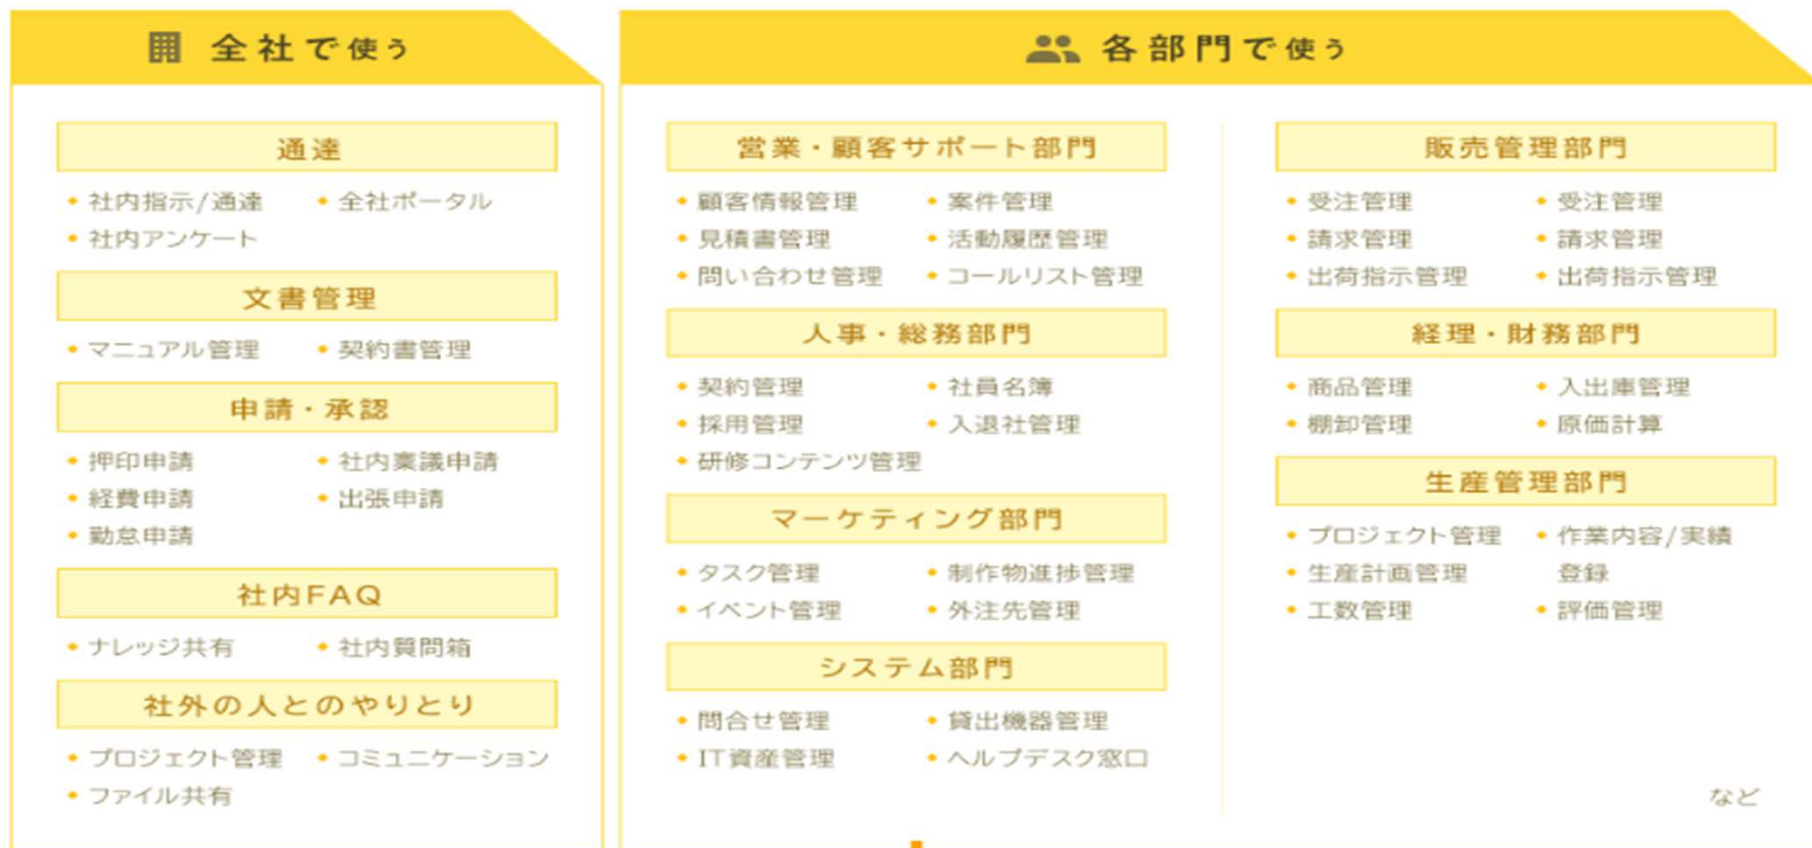 全社で使う
通達
社内指示/通達 全社ポータル
社内アンケート
文書管理
マニュアル管理 契約書管理
申請・承認
押印申請 社内稟議申請
経費申請 出張申請
勤怠申請
社内FAQ
ナレッジ共有 社内質問箱
社外の人とのやりとり
プロジェクト管理 コミュニケーション
ファイル共有
各部門で使う
営業・顧客サポート部門
顧客情報管理 案件管理
見積書管理 活動履歴管理
問い合わせ管理 コールリスト管理
人事・総務部門
契約管理 社員名簿
採用管理 入退社管理
研修コンテンツ管理
マーケティング部門
タスク管理 制作物進捗管理
イベント管理 外注先管理
システム部門
問合せ管理 貸出機器管理
IT資産管理 ヘルプデスク窓口
販売管理部門
受注管理 受注管理
請求管理 請求管理
出荷指示管理 出荷指示管理
経理・財務部門
商品管理 入出庫管理
棚卸管理 原価計算
生産管理部門
プロジェクト管理 作業内容/実績
生産計画管理 登録
工数管理 評価管理
など